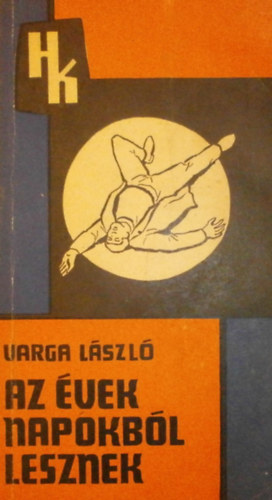 HK
VARGA LÁSZLÓ
AZ ÉVEK
NAPOKBÓL
LESZNEK